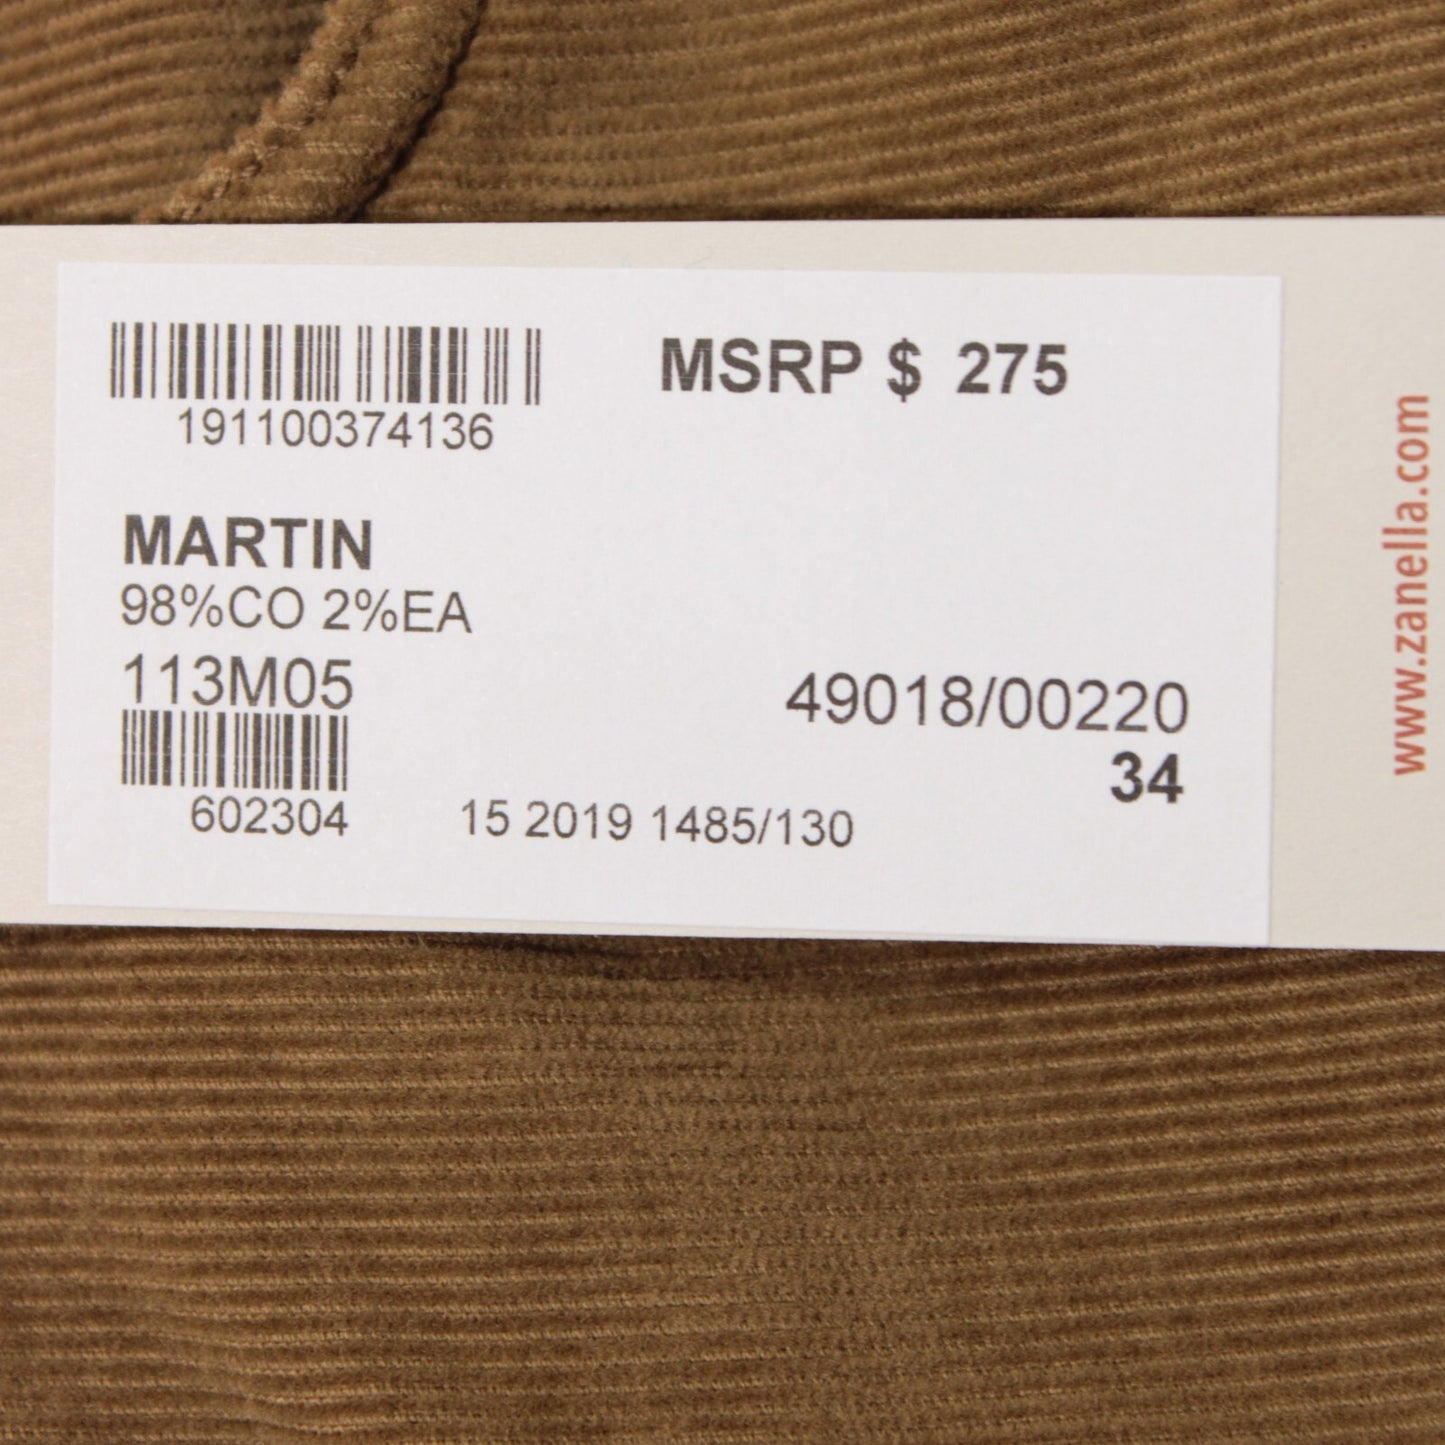 MSRP $ 275
191100374136
MARTIN
98%CO 2%EA
113M05
49018/00220
34
602304
15 2019 1485/130
www.zanella.com